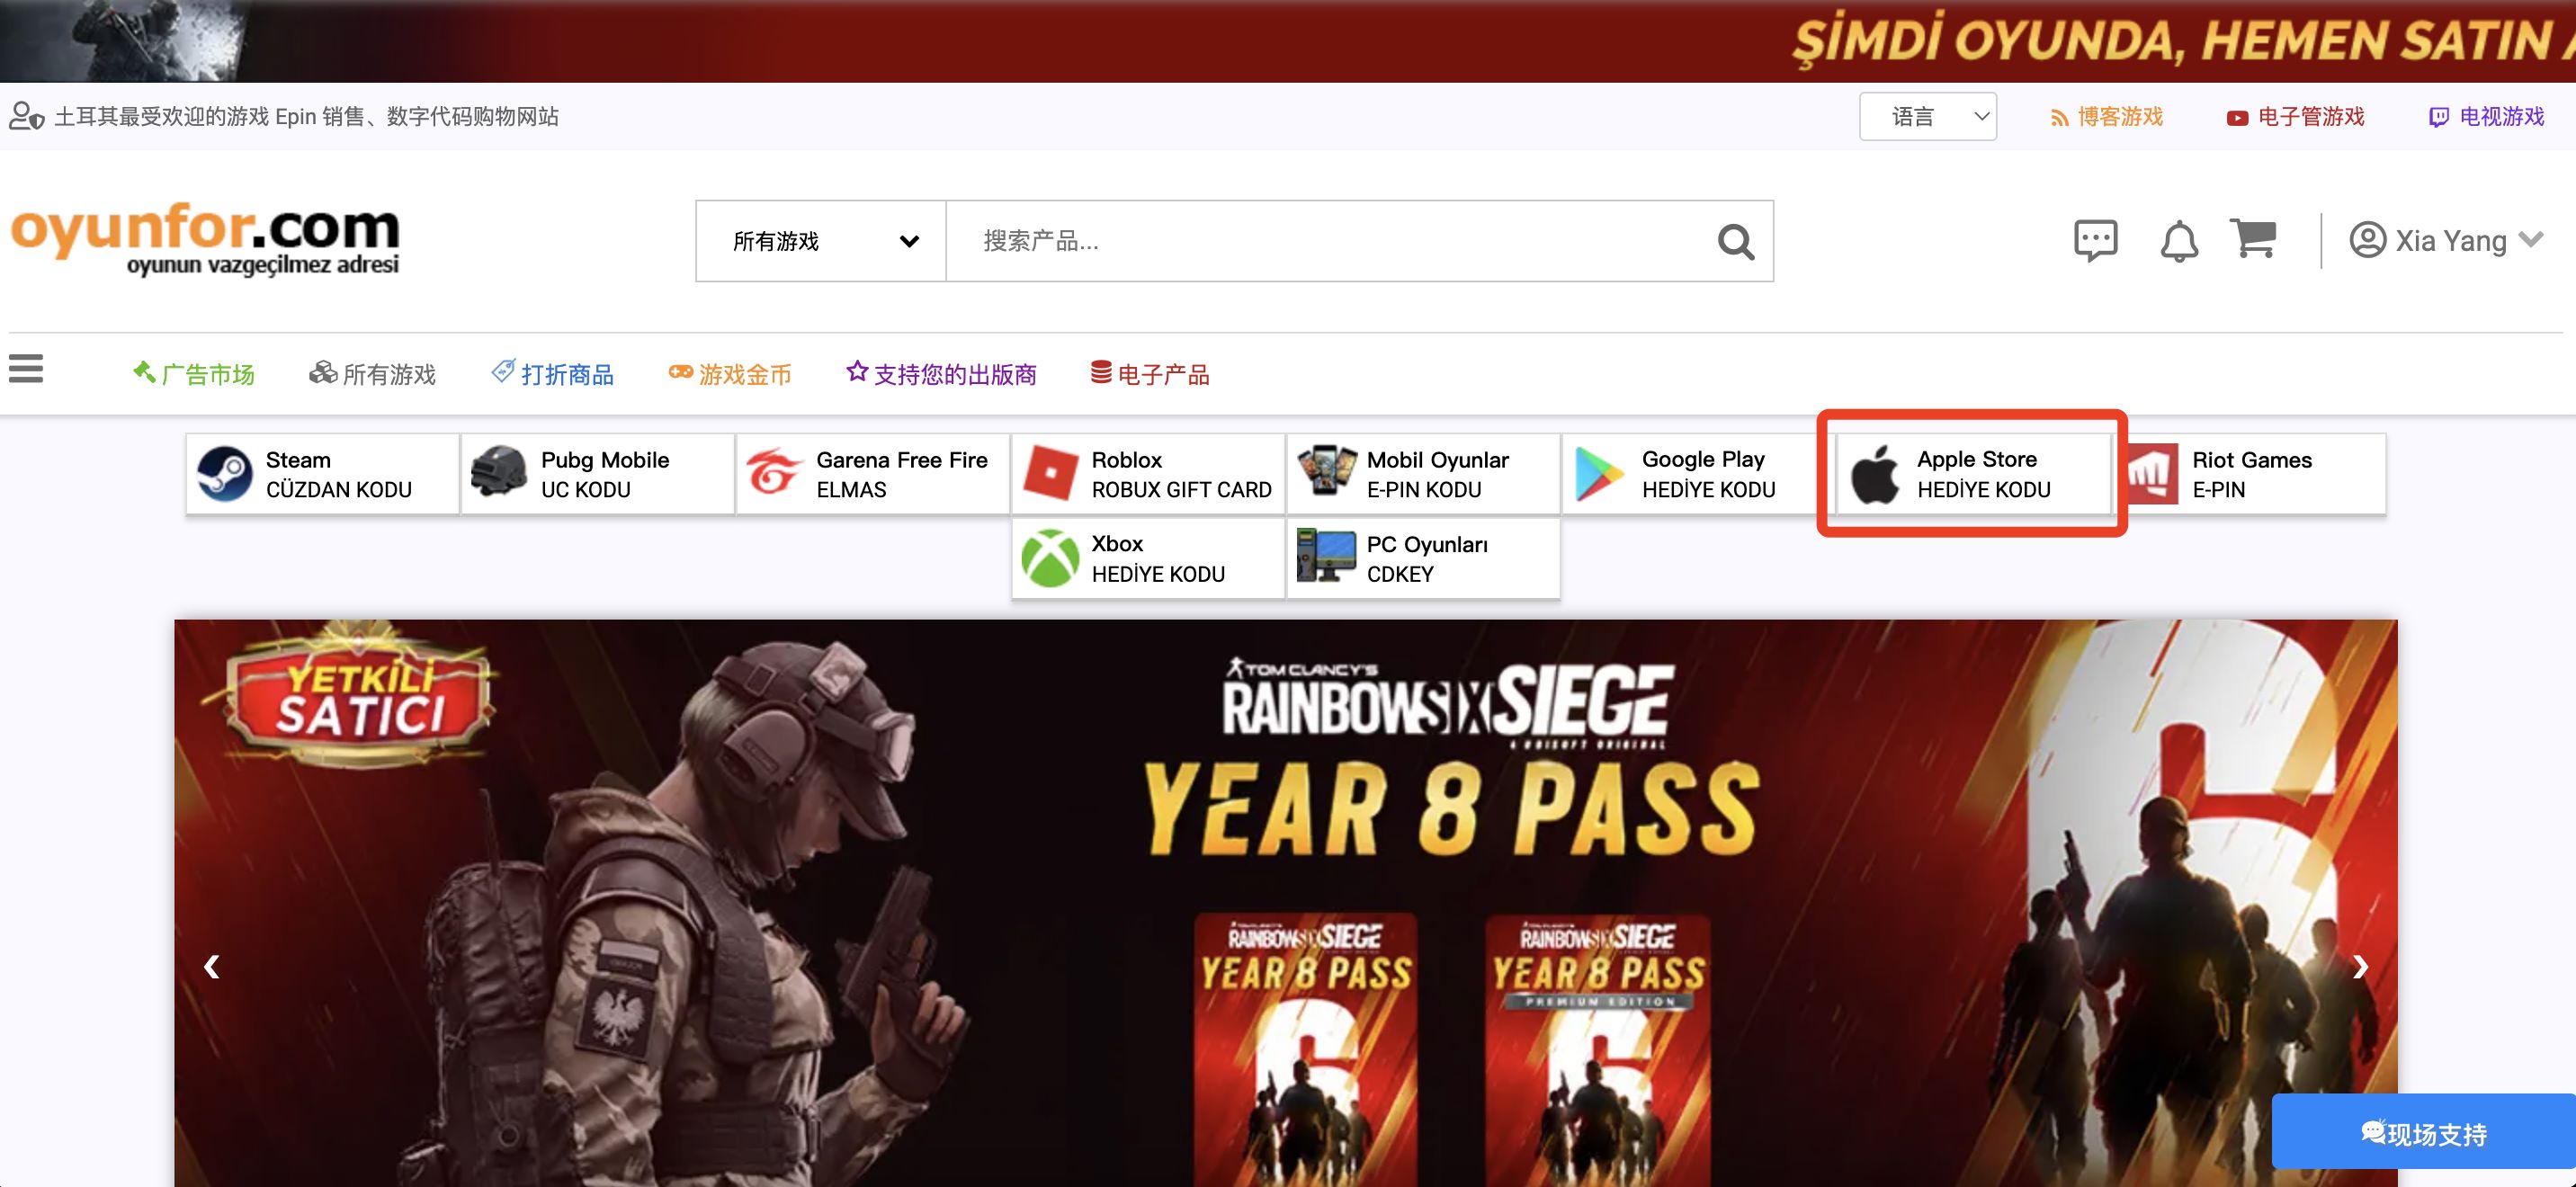 ŞİMDİ OYUNDA, HEMEN SATIN
土耳其最受欢迎的游戏 Epin 销售、数字代码购物网站
语言
博客游戏
电子管游戏
电视游戏
oyunfor.com
oyunun vazgeçilmez adresi
所有游戏
搜索产品...
Xia Yang
广告市场
所有游戏
打折商品
游戏金币
支持您的出版商
电子产品
Steam
CÜZDAN KODU
Pubg Mobile
UC KODU
Garena Free Fire
ELMAS
Roblox
ROBUX GIFT CARD
Mobil Oyunlar
E-PIN KODU
Google Play
HEDİYE KODU
Apple Store
HEDİYE KODU
Riot Games
E-PIN
Xbox
HEDİYE KODU
PC Oyunları
CDKEY
YETKİLİ
SATICI
TOM CLANCY'S
RAINBOWSIX SIEGE
A UBISOFT ORIGINAL
YEAR 8 PASS
RAINBOWSIX SIEGE
YEAR 8 PASS
RAINBOWSIX SIEGE
YEAR 8 PASS
PREMIUM EDITION
现场支持